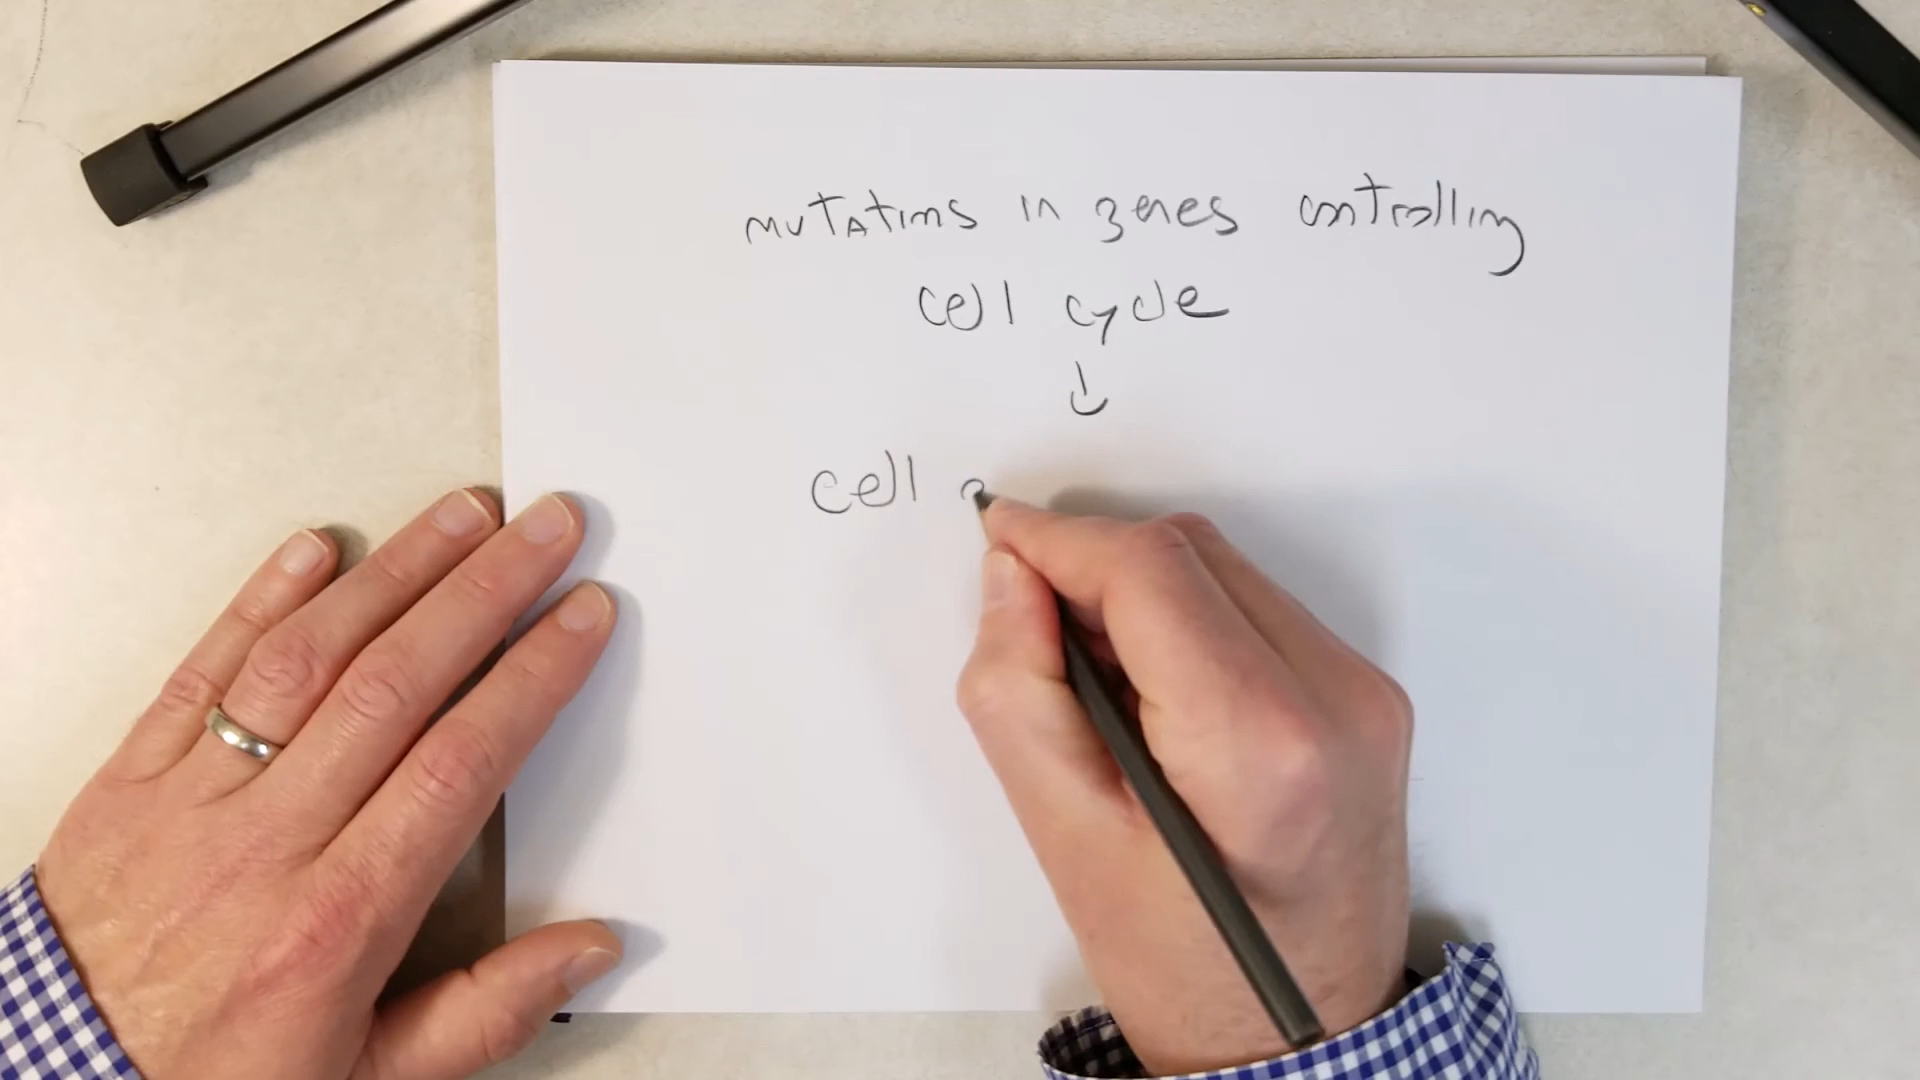 mutations in genes controlling
cell cycle
↓
cell